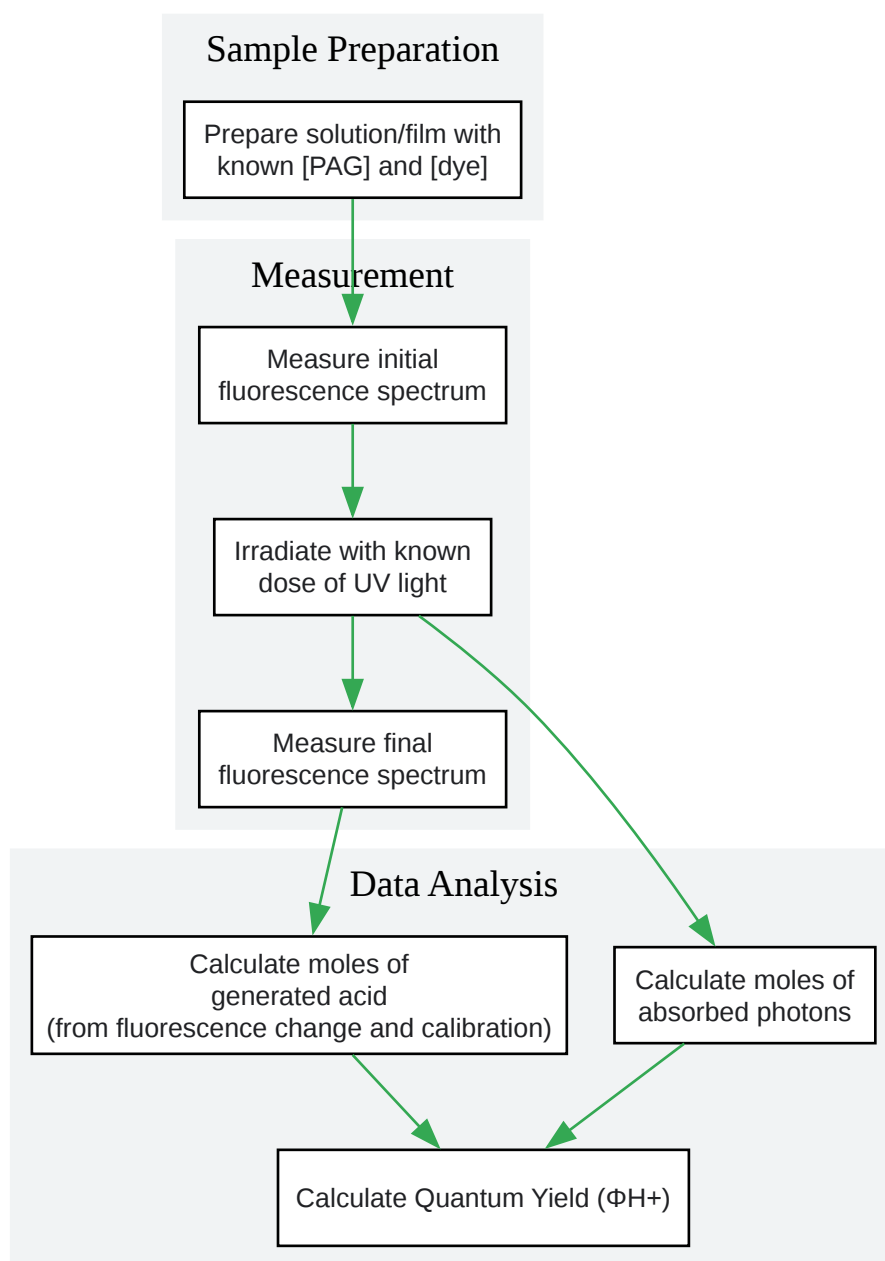 Sample Preparation
Prepare solution/film with
known [PAG] and [dye]
Measurement
Measure initial
fluorescence spectrum
Irradiate with known
dose of UV light
Measure final
fluorescence spectrum
Data Analysis
Calculate moles of
generated acid
(from fluorescence change and calibration)
Calculate moles of
absorbed photons
Calculate Quantum Yield (ΦH+)